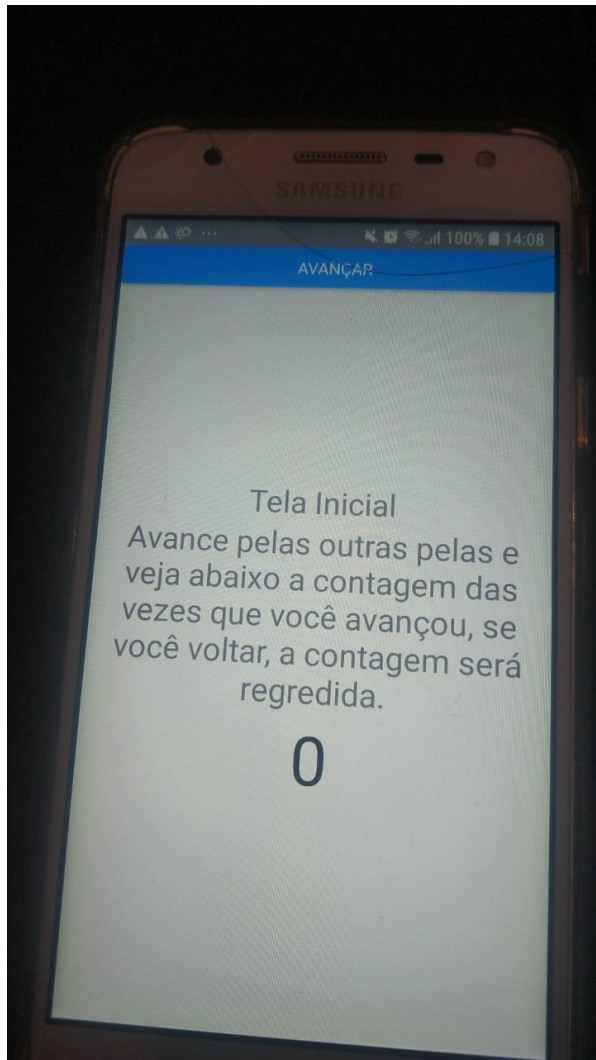 SAMSUNG
... 100% 14:08
AVANÇAR
Tela Inicial
Avance pelas outras pelas e
veja abaixo a contagem das
vezes que você avançou, se
você voltar, a contagem será
regredida.
0